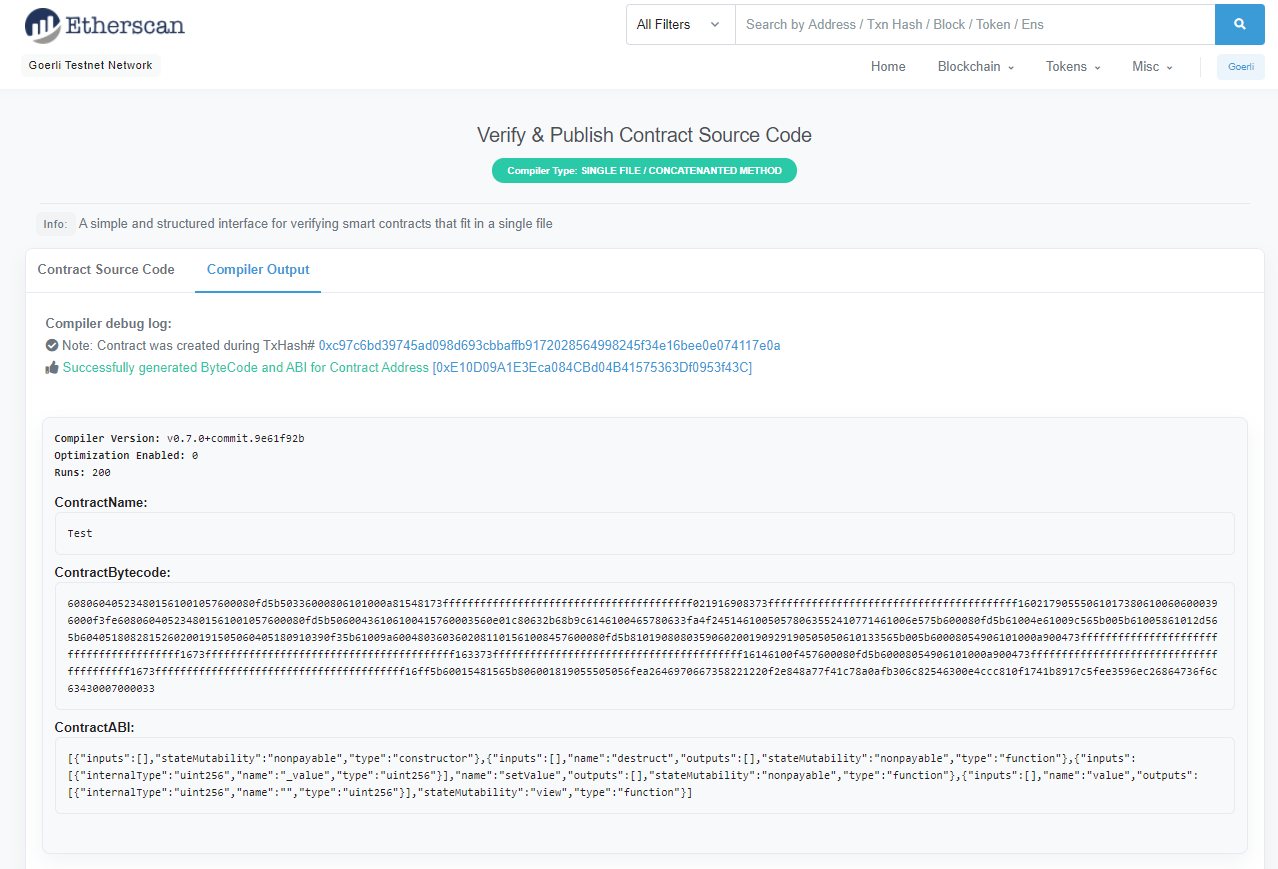 Etherscan
All Filters
Search by Address / Txn Hash / Block / Token / Ens
Goerli Testnet Network
Home Blockchain Tokens Misc Goerli
Verify & Publish Contract Source Code
Compiler Type: SINGLE FILE / CONCATENANTED METHOD
Info: A simple and structured interface for verifying smart contracts that fit in a single file
Contract Source Code Compiler Output
Compiler debug log:
Note: Contract was created during TxHash# 0xc97c6bd39745ad098d693cbbaffb9172028564998245f34e16bee0e074117e0a
Successfully generated ByteCode and ABI for Contract Address [0xE10D09A1E3Eca084CBd04B41575363Df0953f43C]
Compiler Version: v0.7.0+commit.9e61f92b
Optimization Enabled: 0
Runs: 200
ContractName:
Test
ContractBytecode:
63430007000033
ContractABI:
[{"inputs":[],"stateMutability":"nonpayable","type":"constructor"},{"inputs":[],"name":"destruct","outputs":[],"stateMutability":"nonpayable","type":"function"},{"inputs":
[{"internalType":"uint256","name":"_value","type":"uint256"}],"name":"setValue","outputs":[],"stateMutability":"nonpayable","type":"function"},{"inputs":[],"name":"value","outputs":
[{"internalType":"uint256","name":"","type":"uint256"}],"stateMutability":"view","type":"function"}]